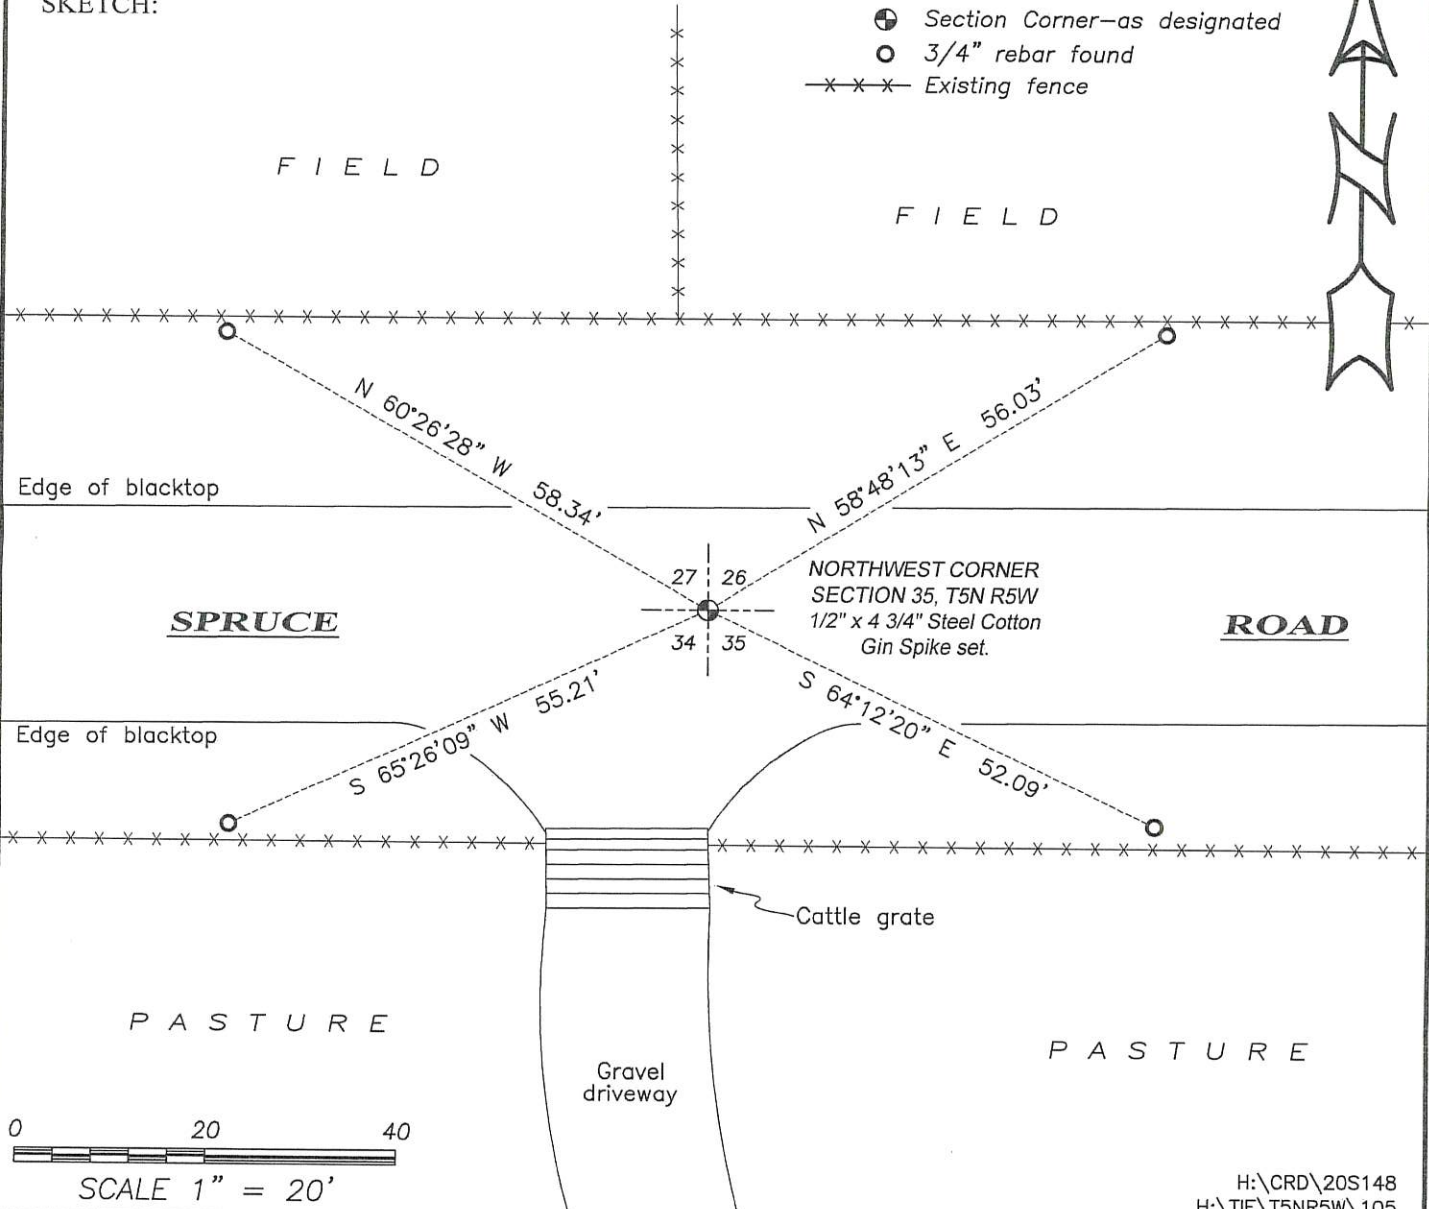 SKETCH:
Section Corner-as designated
3/4" rebar found
x x x Existing fence
FIELD
FIELD
N
N 60°26'28" W 58.34'
N 58°48'13" E 56.03'
Edge of blacktop
27 26
34 35
NORTHWEST CORNER
SECTION 35, T5N R5W
1/2" x 4 3/4" Steel Cotton
Gin Spike set.
SPRUCE ROAD
S 65°26'09" W 55.21'
S 64°12'20" E 52.09'
Edge of blacktop
Cattle grate
PASTURE
PASTURE
Gravel
driveway
0 20 40
SCALE 1" = 20'
H:\CRD\20S148
H:\TIE\T5NR5W\105